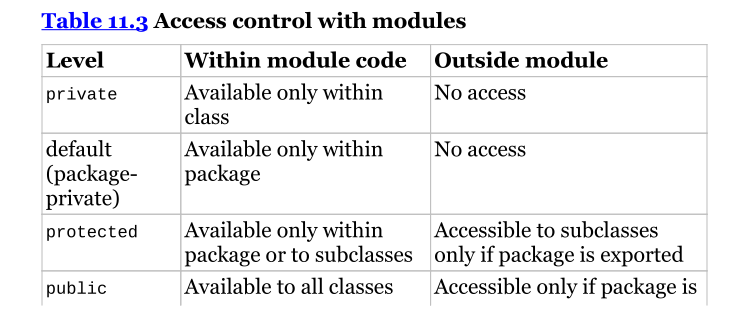 Table 11.3 Access control with modules
Level Within module code Outside module
private Available only within class No access
default (package-private) Available only within package No access
protected Available only within package or to subclasses Accessible to subclasses only if package is exported
public Available to all classes Accessible only if package is